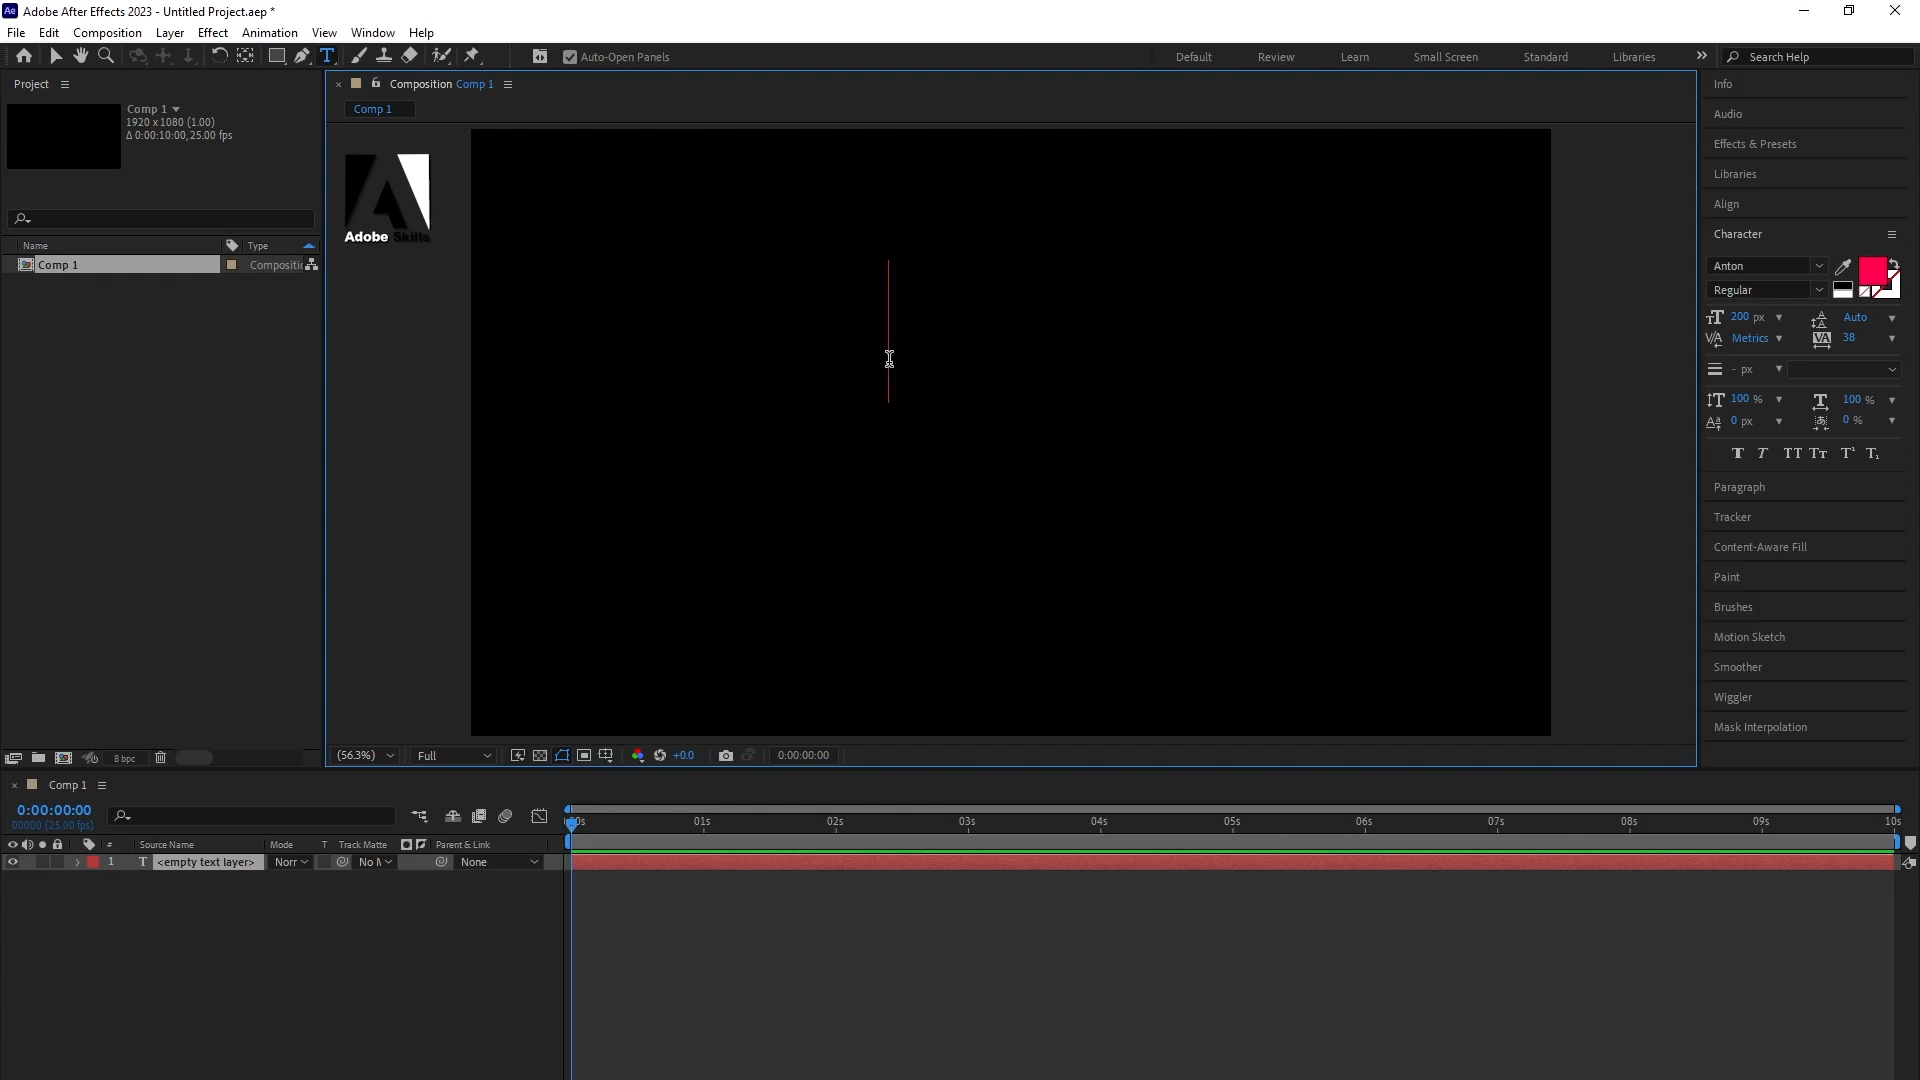 Adobe After Effects 2023 - Untitled Project.aep *
File Edit Composition Layer Effect Animation View Window Help
Auto-Open Panels
Default Review Learn Small Screen Standard Libraries
Search Help
Project
Comp 1
1920 x 1080 (1.00)
Δ 0:00:10:00, 25.00 fps
Name Type
Comp 1 Compositic
8 bpc
Composition Comp 1
Comp 1
Adobe Skills
(56.3%) Full +0.0 0:00:00:00
Info
Audio
Effects & Presets
Libraries
Align
Character
Anton
Regular
200 px Auto
Metrics 38
- px
100 % 100 %
0 px 0 %
T T TT Tт T¹ T₁
Paragraph
Tracker
Content-Aware Fill
Paint
Brushes
Motion Sketch
Smoother
Wiggler
Mask Interpolation
Comp 1
0:00:00:00
00000 (25.00 fps)
:00s 01s 02s 03s 04s 05s 06s 07s 08s 09s 10s
# Source Name Mode T Track Matte Parent & Link
1 T <empty text layer> Norr No M None